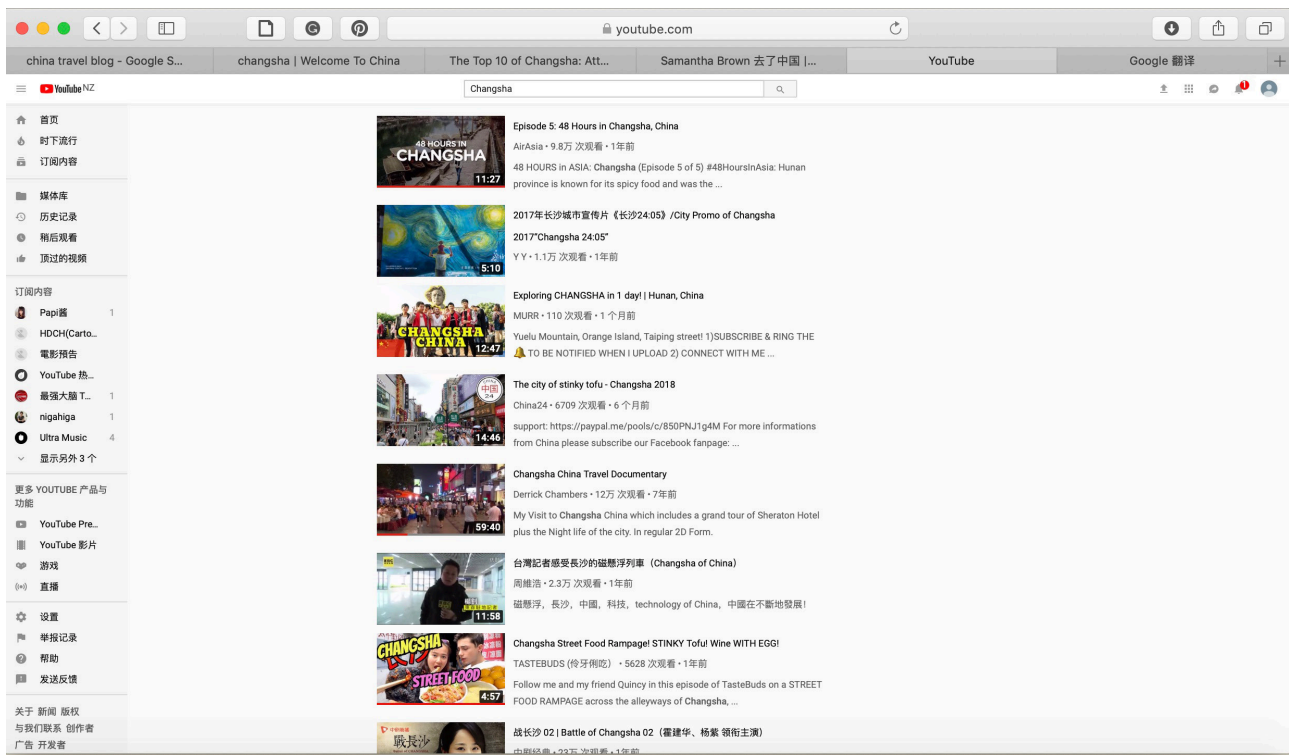 youtube.com
china travel blog - Google S...
changsha | Welcome To China
The Top 10 of Changsha: Att...
Samantha Brown 去了中国 |...
YouTube
Google 翻译
YouTube NZ
Changsha
1
首页
时下流行
订阅内容
媒体库
历史记录
稍后观看
顶过的视频
订阅内容
Papi酱 1
HDCH(Carto...
電影預告
YouTube 热...
最强大脑 T... 1
nigahiga 1
Ultra Music 4
显示另外 3 个
更多 YOUTUBE 产品与
功能
YouTube Pre...
YouTube 影片
游戏
直播
设置
举报记录
帮助
发送反馈
关于 新闻 版权
与我们联系 创作者
广告 开发者
48 HOURS IN
CHANGSHA
11:27
Episode 5: 48 Hours in Changsha, China
AirAsia • 9.8万 次观看 • 1年前
48 HOURS in ASIA: Changsha (Episode 5 of 5) #48HoursInAsia: Hunan
province is known for its spicy food and was the ...
5:10
2017年长沙城市宣传片《长沙24:05》/City Promo of Changsha
2017"Changsha 24:05"
Y Y • 1.1万 次观看 • 1年前
CHANGSHA
CHINA
12:47
Exploring CHANGSHA in 1 day! | Hunan, China
MURR • 110 次观看 • 1 个月前
Yuelu Mountain, Orange Island, Taiping street! 1)SUBSCRIBE & RING THE
🔔 TO BE NOTIFIED WHEN I UPLOAD 2) CONNECT WITH ME ...
中国
24
14:46
The city of stinky tofu - Changsha 2018
China24 • 6709 次观看 • 6 个月前
support: https://paypal.me/pools/c/850PNJ1g4M For more informations
from China please subscribe our Facebook fanpage: ...
59:40
Changsha China Travel Documentary
Derrick Chambers • 12万 次观看 • 7年前
My Visit to Changsha China which includes a grand tour of Sheraton Hotel
plus the Night life of the city. In regular 2D Form.
11:58
台灣記者感受長沙的磁懸浮列車（Changsha of China）
周維浩 • 2.3万 次观看 • 1年前
磁懸浮，長沙，中國，科技，technology of China，中國在不斷地發展！
CHANGSHA
长沙
STREET FOOD
4:57
Changsha Street Food Rampage! STINKY Tofu! Wine WITH EGG!
TASTEBUDS (伶牙俐吃） • 5628 次观看 • 1年前
Follow me and my friend Quincy in this episode of TasteBuds on a STREET
FOOD RAMPAGE across the alleyways of Changsha, ...
戰長沙
战长沙 02 | Battle of Changsha 02（霍建华、杨紫 领衔主演）
中剧经典 • 23万 次观看 • 1年前